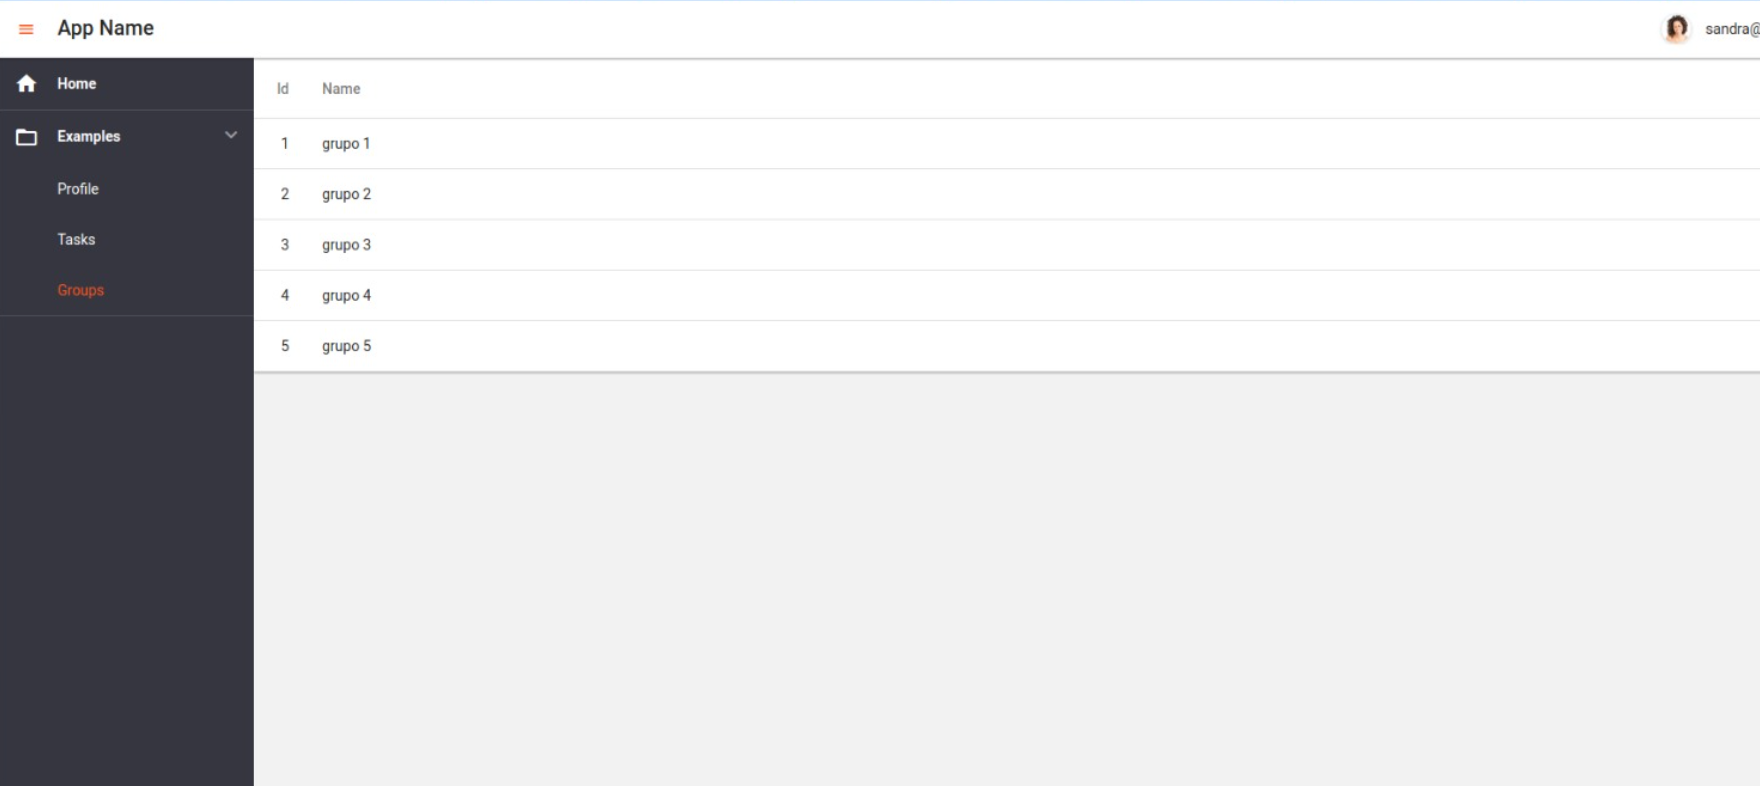 App Name
sandra@
Home
Examples
Profile
Tasks
Groups
Id Name
1 grupo 1
2 grupo 2
3 grupo 3
4 grupo 4
5 grupo 5